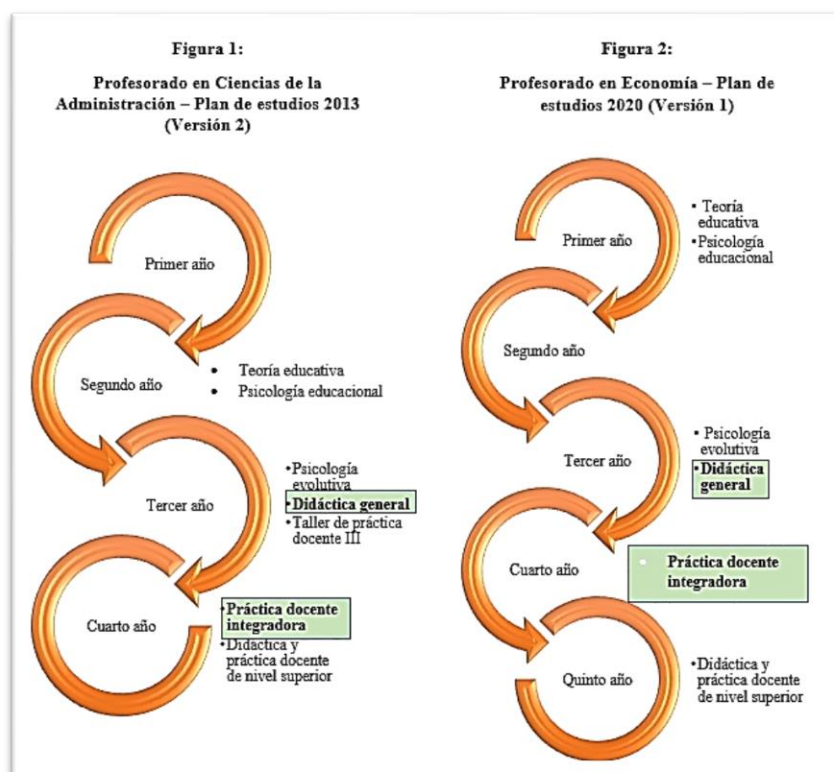 Figura 1:
Profesorado en Ciencias de la
Administración – Plan de estudios 2013
(Versión 2)
Primer año
Segundo año
• Teoría educativa
• Psicología educacional
Tercer año
•Psicología
evolutiva
•Didáctica general
•Taller de práctica
docente III
Cuarto año
•Práctica docente
integradora
•Didáctica y
práctica docente
de nivel superior
Figura 2:
Profesorado en Economía – Plan de
estudios 2020 (Versión 1)
Primer año
• Teoría
educativa
• Psicología
educacional
Segundo año
Tercer año
• Psicología
evolutiva
• Didáctica
general
Cuarto año
• Práctica docente
integradora
Quinto año
•Didáctica y
práctica docente
de nivel superior